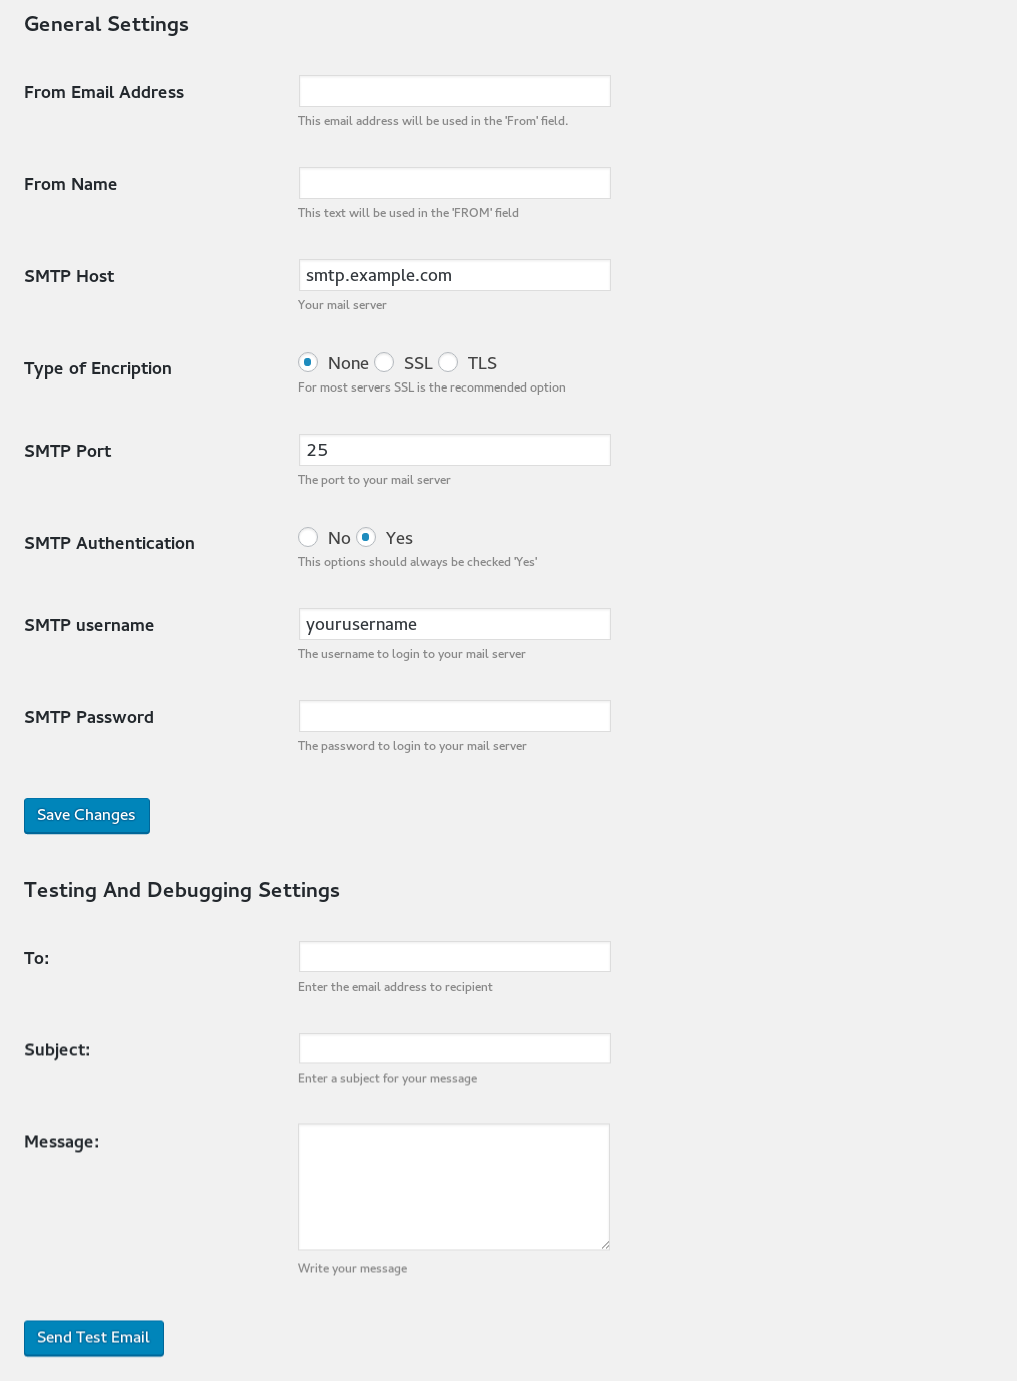 General Settings
From Email Address
This email address will be used in the 'From' field.
From Name
This text will be used in the 'FROM' field
SMTP Host
smtp.example.com
Your mail server
Type of Encription
None SSL TLS
For most servers SSL is the recommended option
SMTP Port
25
The port to your mail server
SMTP Authentication
No Yes
This options should always be checked 'Yes'
SMTP username
yourusername
The username to login to your mail server
SMTP Password
The password to login to your mail server
Save Changes
Testing And Debugging Settings
To:
Enter the email address to recipient
Subject:
Enter a subject for your message
Message:
Write your message
Send Test Email